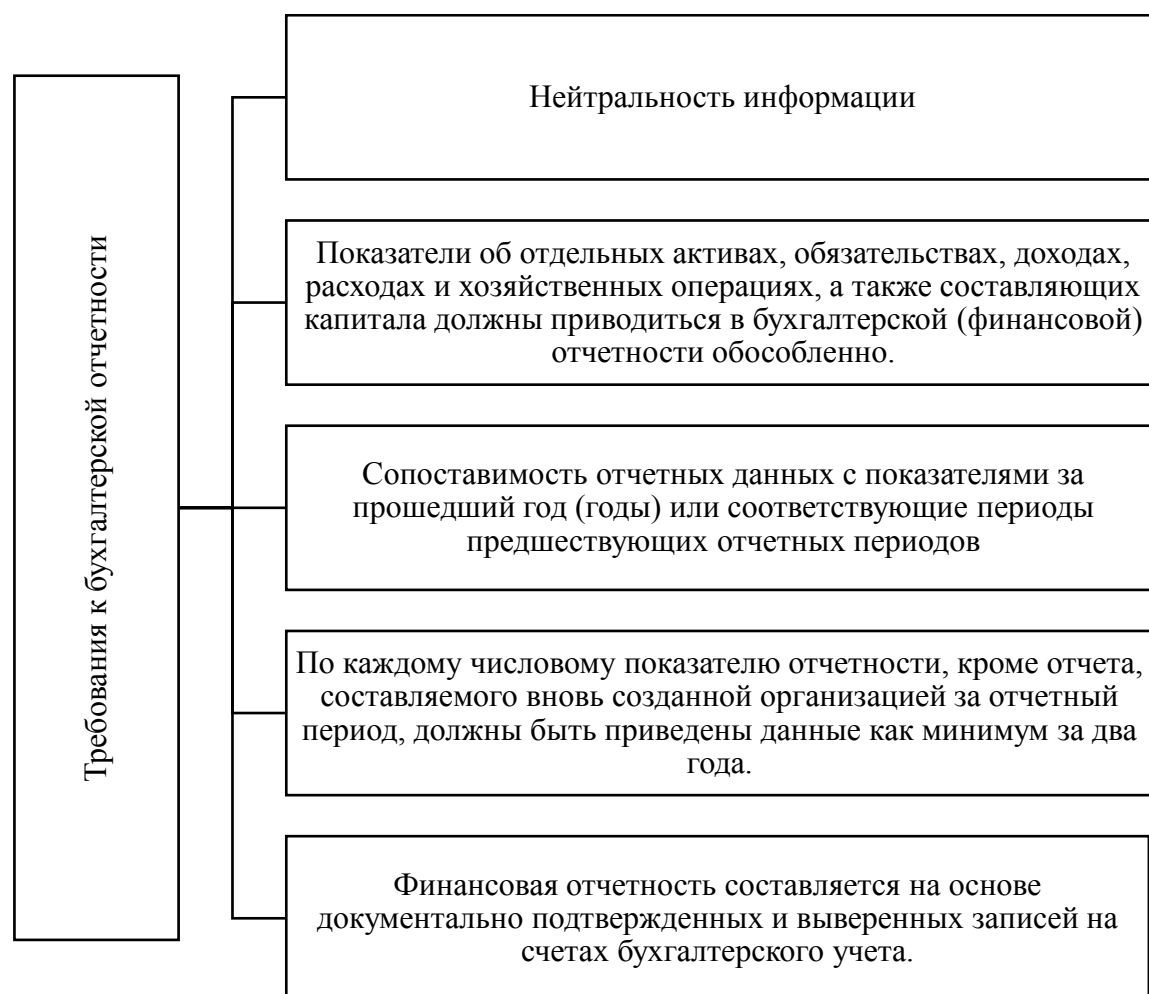 Требования к бухгалтерской отчетности
Нейтральность информации
Показатели об отдельных активах, обязательствах, доходах,
расходах и хозяйственных операциях, а также составляющих
капитала должны приводиться в бухгалтерской (финансовой)
отчетности обособленно.
Сопоставимость отчетных данных с показателями за
прошедший год (годы) или соответствующие периоды
предшествующих отчетных периодов
По каждому числовому показателю отчетности, кроме отчета,
составляемого вновь созданной организацией за отчетный
период, должны быть приведены данные как минимум за два
года.
Финансовая отчетность составляется на основе
документально подтвержденных и выверенных записей на
счетах бухгалтерского учета.